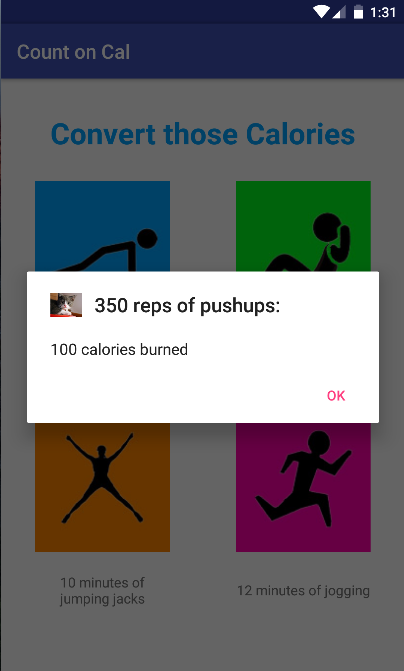 1:31
Count on Cal
Convert those Calories
350 reps of pushups:
100 calories burned
OK
10 minutes of
jumping jacks
12 minutes of jogging